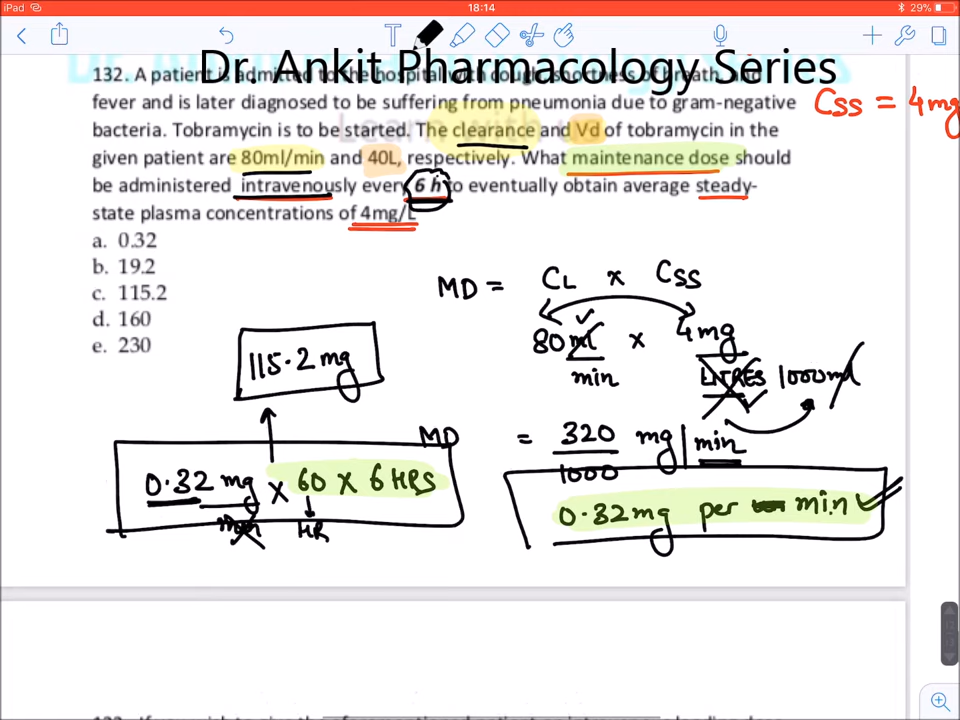 iPad 18:14 29%
Dr. Ankit Pharmacology Series
132. A patient is admitted to the hospital with cough, shortness of breath, and
fever and is later diagnosed to be suffering from pneumonia due to gram-negative
bacteria. Tobramycin is to be started. The clearance and Vd of tobramycin in the
given patient are 80ml/min and 40L, respectively. What maintenance dose should
be administered intravenously every 6 h to eventually obtain average steady-
state plasma concentrations of 4mg/L
a. 0.32
b. 19.2
c. 115.2
d. 160
e. 230
Css = 4mg
MD = CL x Css
80ml x 4mg
min LITRES 1000ml
115.2 mg
= 320 mg|min
1000
0.32mg per min
MD
0.32 mg x 60 x 6 HRS
min HR